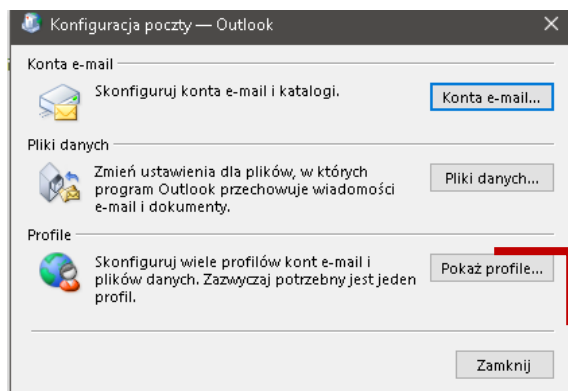 Konfiguracja poczty — Outlook
Konta e-mail
Skonfiguruj konta e-mail i katalogi.
Konta e-mail...
Pliki danych
Zmień ustawienia dla plików, w których
program Outlook przechowuje wiadomości
e-mail i dokumenty.
Pliki danych...
Profile
Skonfiguruj wiele profilów kont e-mail i
plików danych. Zazwyczaj potrzebny jest jeden
profil.
Pokaż profile...
Zamknij